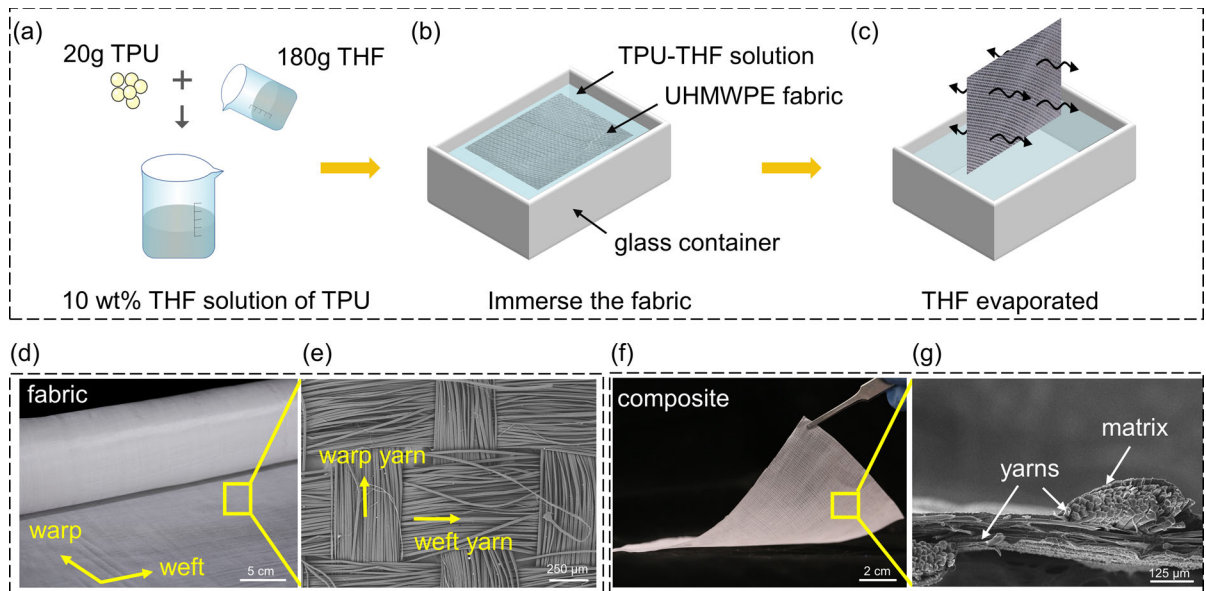 (a)
20g TPU
+
180g THF
10 wt% THF solution of TPU
(b)
TPU-THF solution
UHMWPE fabric
glass container
Immerse the fabric
(c)
THF evaporated
(d)
fabric
warp
weft
5 cm
(e)
warp yarn
weft yarn
250 μm
(f)
composite
2 cm
(g)
matrix
yarns
125 μm